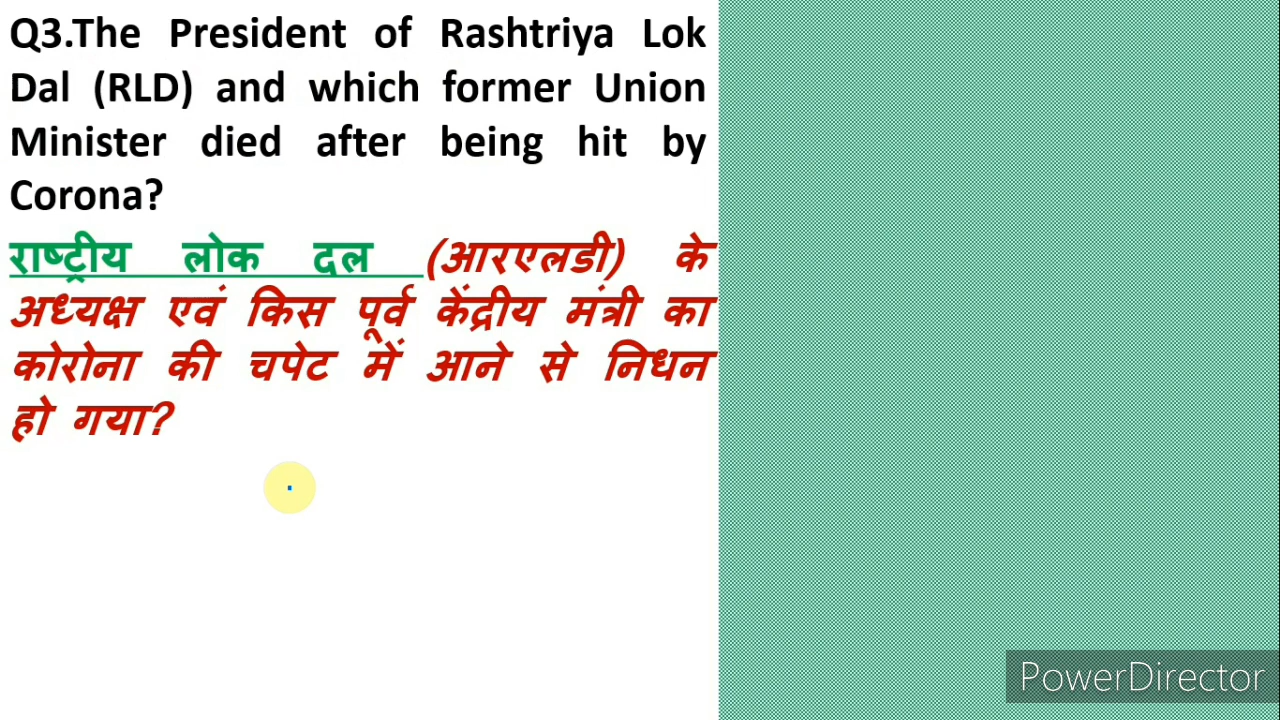 Q3.The President of Rashtriya Lok
Dal (RLD) and which former Union
Minister died after being hit by
Corona?
राष्ट्रीय लोक दल (आरएलडी) के
अध्यक्ष एवं किस पूर्व केंद्रीय मंत्री का
कोरोना की चपेट में आने से निधन
हो गया?
PowerDirector